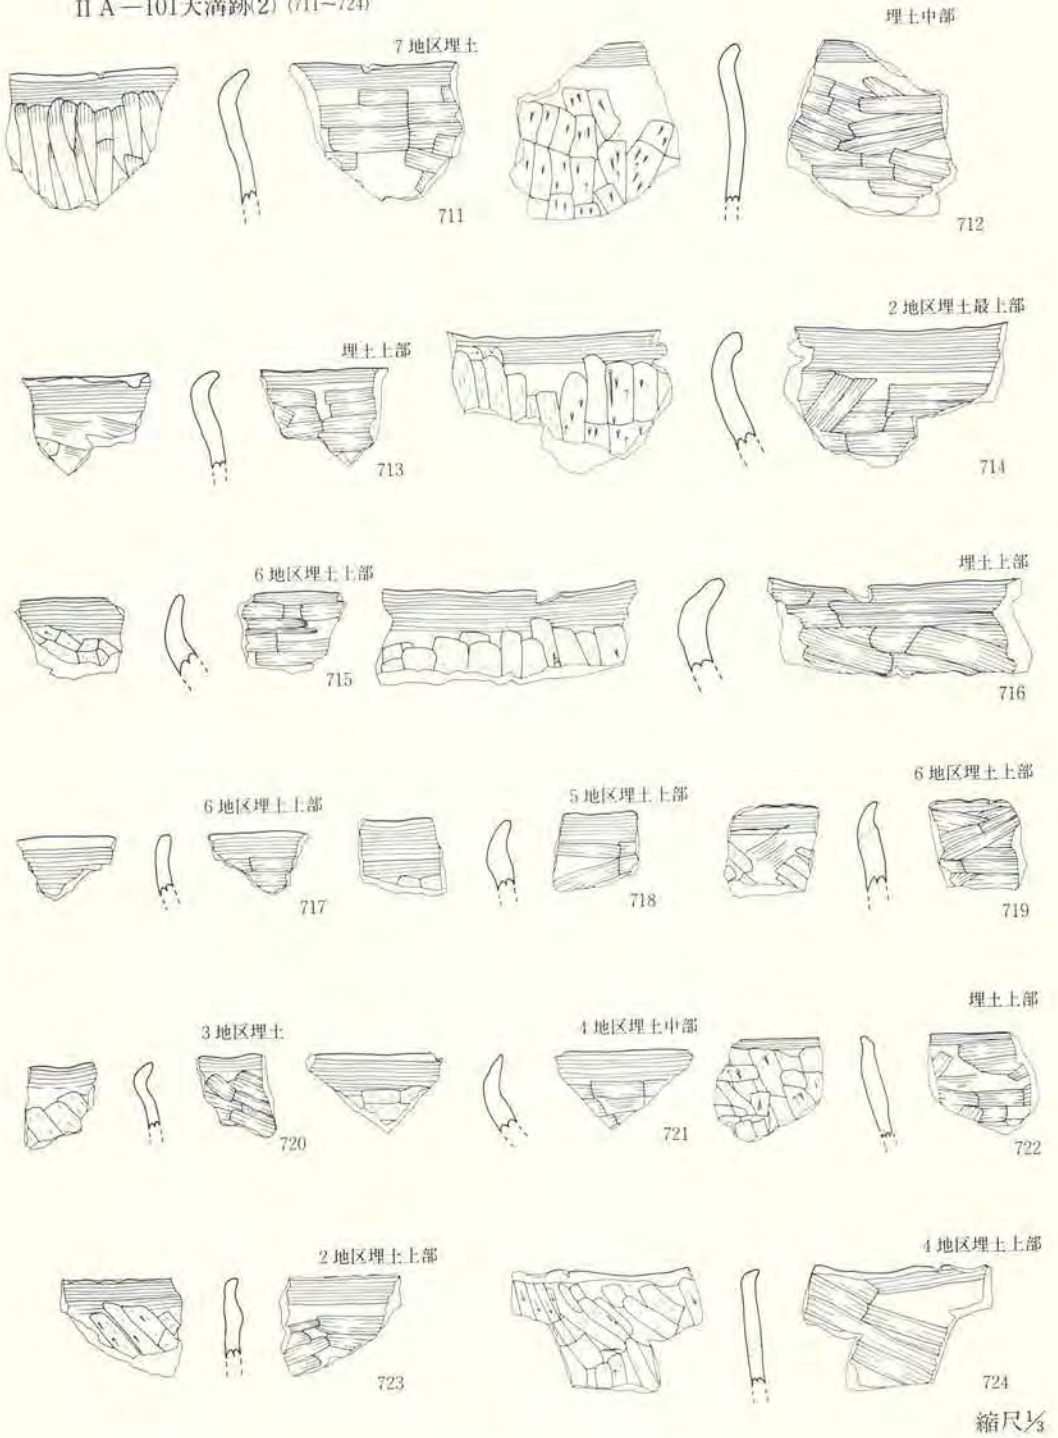 II A—101大溝跡(2) (711~724)
7地区埋土
711
埋土中部
712
埋土上部
713
2地区埋土最上部
714
6地区埋土上部
715
埋土上部
716
6地区埋土上部
717
5地区埋土上部
718
6地区埋土上部
719
3地区埋土
720
4地区埋土中部
721
埋土上部
722
2地区埋土上部
723
4地区埋土上部
724
縮尺⅓